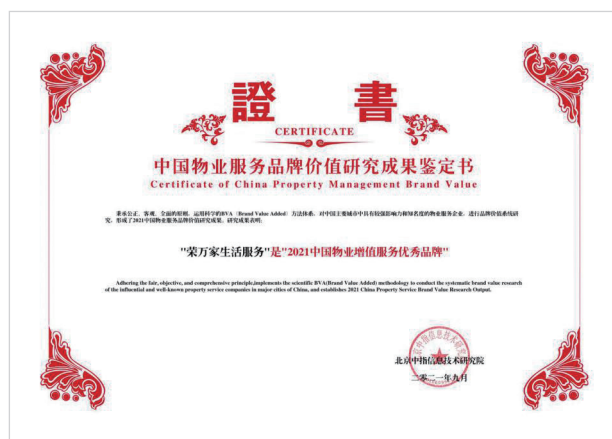 證 書
CERTIFICATE
中国物业服务品牌价值研究成果鉴定书
Certificate of China Property Management Brand Value
秉承公正、客观、全面的原则，运用科学的BVA（Brand Value Added）方法体系，对中国主要城市中具有较强影响力和知名度的物业服务企业，进行品牌价值系统研
究，形成了2021中国物业服务品牌价值研究成果。研究成果表明：
"荣万家生活服务"是"2021中国物业增值服务优秀品牌"
Adhering the fair, objective, and comprehensive principle,implements the scientific BVA(Brand Value Added) methodology to conduct the systematic brand value research
of the influential and well-known property service companies in major cities of China, and establishes 2021 China Property Service Brand Value Research Output.
北京中指信息技术研究院
二零二一年九月